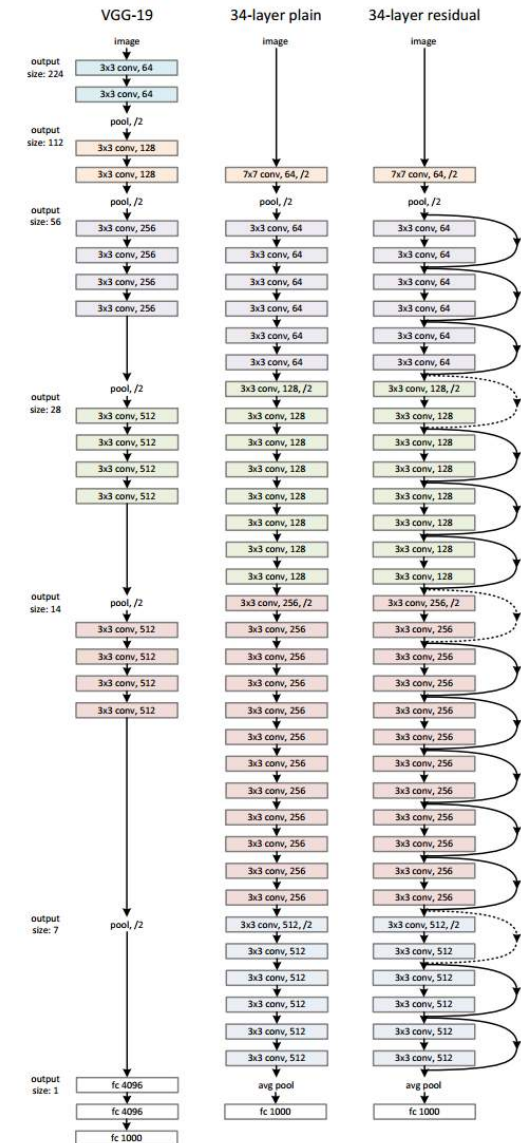 output
size: 224
output
size: 112
output
size: 56
output
size: 28
output
size: 14
output
size: 7
output
size: 1
VGG-19
image
3x3 conv, 64
3x3 conv, 64
pool, /2
3x3 conv, 128
3x3 conv, 128
pool, /2
3x3 conv, 256
3x3 conv, 256
3x3 conv, 256
3x3 conv, 256
pool, /2
3x3 conv, 512
3x3 conv, 512
3x3 conv, 512
3x3 conv, 512
pool, /2
3x3 conv, 512
3x3 conv, 512
3x3 conv, 512
3x3 conv, 512
pool, /2
fc 4096
fc 4096
fc 1000
34-layer plain
image
7x7 conv, 64, /2
pool, /2
3x3 conv, 64
3x3 conv, 64
3x3 conv, 64
3x3 conv, 64
3x3 conv, 64
3x3 conv, 64
3x3 conv, 128, /2
3x3 conv, 128
3x3 conv, 128
3x3 conv, 128
3x3 conv, 128
3x3 conv, 128
3x3 conv, 128
3x3 conv, 128
3x3 conv, 256, /2
3x3 conv, 256
3x3 conv, 256
3x3 conv, 256
3x3 conv, 256
3x3 conv, 256
3x3 conv, 256
3x3 conv, 256
3x3 conv, 256
3x3 conv, 256
3x3 conv, 256
3x3 conv, 256
3x3 conv, 512, /2
3x3 conv, 512
3x3 conv, 512
3x3 conv, 512
3x3 conv, 512
3x3 conv, 512
avg pool
fc 1000
34-layer residual
image
7x7 conv, 64, /2
pool, /2
3x3 conv, 64
3x3 conv, 64
3x3 conv, 64
3x3 conv, 64
3x3 conv, 64
3x3 conv, 64
3x3 conv, 128, /2
3x3 conv, 128
3x3 conv, 128
3x3 conv, 128
3x3 conv, 128
3x3 conv, 128
3x3 conv, 128
3x3 conv, 128
3x3 conv, 256, /2
3x3 conv, 256
3x3 conv, 256
3x3 conv, 256
3x3 conv, 256
3x3 conv, 256
3x3 conv, 256
3x3 conv, 256
3x3 conv, 256
3x3 conv, 256
3x3 conv, 256
3x3 conv, 256
3x3 conv, 512, /2
3x3 conv, 512
3x3 conv, 512
3x3 conv, 512
3x3 conv, 512
3x3 conv, 512
avg pool
fc 1000